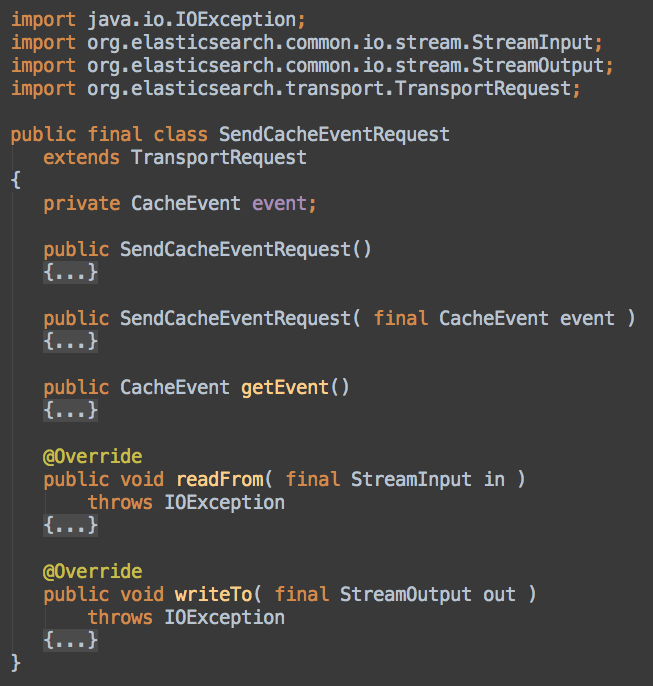 import java.io.IOException;
import org.elasticsearch.common.io.stream.StreamInput;
import org.elasticsearch.common.io.stream.StreamOutput;
import org.elasticsearch.transport.TransportRequest;

public final class SendCacheEventRequest
    extends TransportRequest
{
    private CacheEvent event;

    public SendCacheEventRequest()
    {...}

    public SendCacheEventRequest( final CacheEvent event )
    {...}

    public CacheEvent getEvent()
    {...}

    @Override
    public void readFrom( final StreamInput in )
        throws IOException
    {...}

    @Override
    public void writeTo( final StreamOutput out )
        throws IOException
    {...}
}